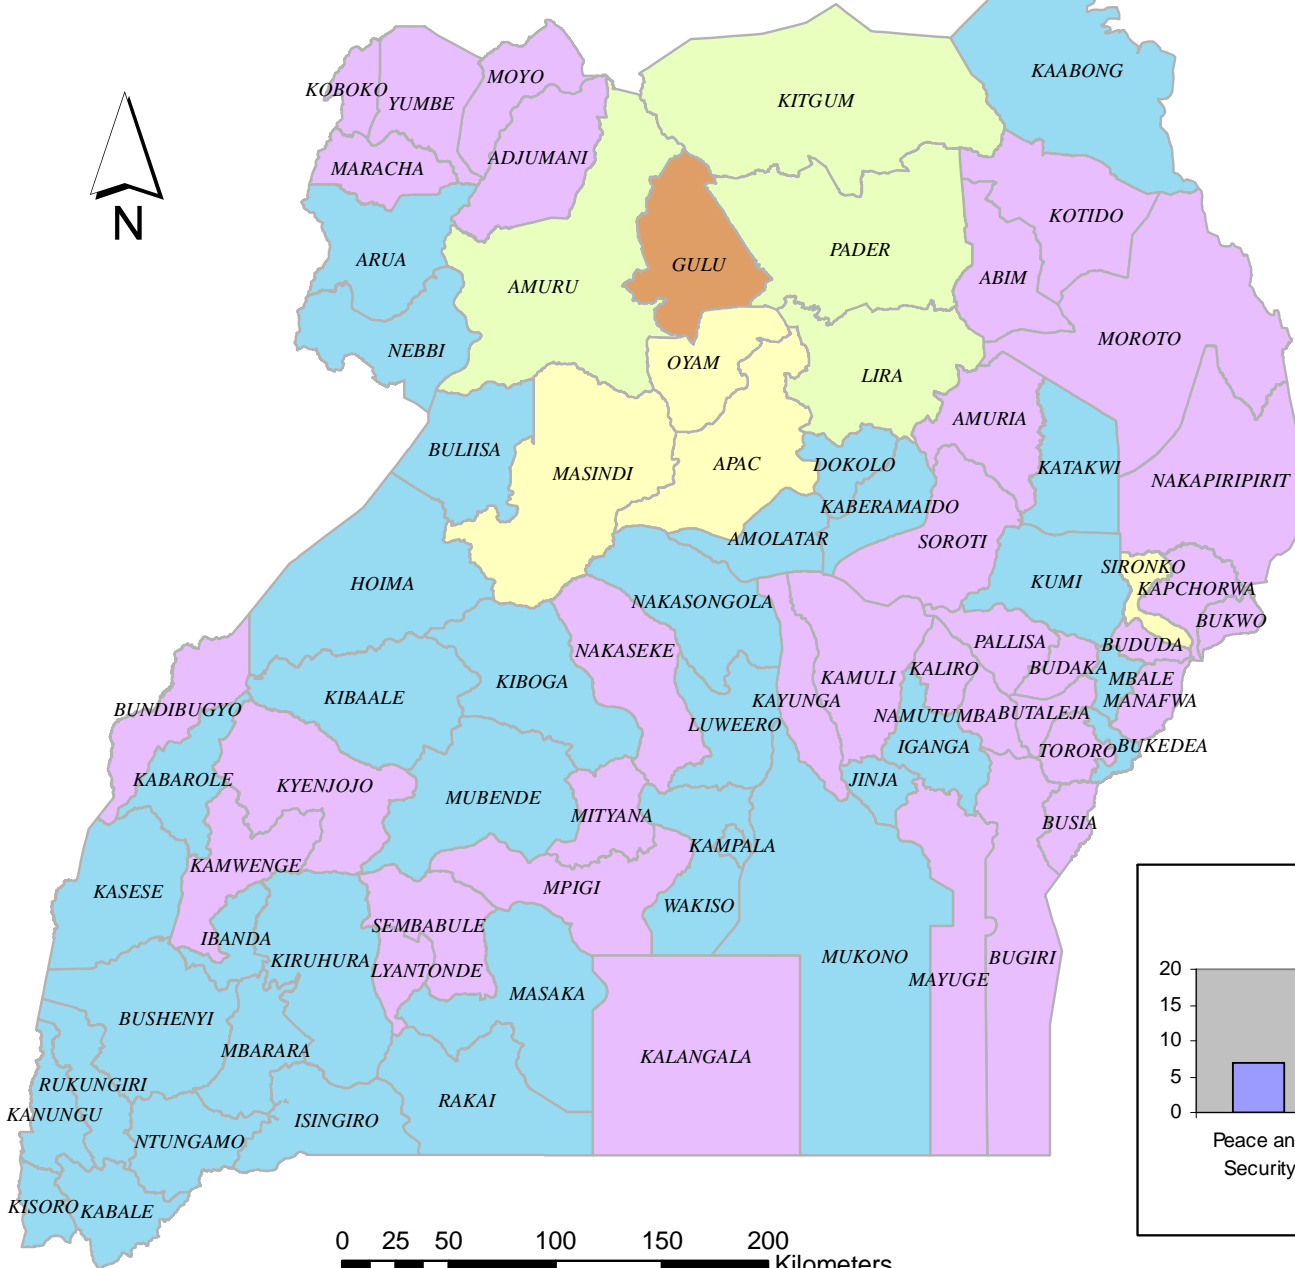 KAABONG
MOYO
KOBOKO
YUMBE
KITGUM
ADJUMANI
MARACHA
N
KOTIDO
ARUA
GULU
PADER
ABIM
AMURU
MOROTO
NEBBI
OYAM
LIRA
AMURIA
BULIISA
MASINDI
APAC
DOKOLO
KATAKWI
NAKAPIRIPIRIT
KABERAMAIDO
AMOLATAR
SOROTI
SIRONKO
HOIMA
KUMI
KAPCHORWA
NAKASONGOLA
BUKWO
NAKASEKE
PALLISA
BUDUDA
KALIRO
BUDAKA
KIBOGA
KAMULI
MBALE
KIBAALE
KAYUNGA
MANAFWA
BUNDIBUGYO
NAMUTUMBA
BUTALEJA
LUWEERO
IGANGA
TORORO
BUKEDEA
KABAROLE
JINJA
KYENJOJO
MUBENDE
MITYANA
BUSIA
KAMPALA
KAMWENGE
KASESE
MPIGI
WAKISO
SEMBABULE
IBANDA
KIRUHURA
MUKONO
BUGIRI
LYANTONDE
MAYUGE
MASAKA
BUSHENYI
MBARARA
KALANGALA
RUKUNGIRI
RAKAI
KANUNGU
ISINGIRO
NTUNGAMO
KISORO
KABALE
20
15
10
5
0
Peace an
Security
0 25 50 100 150 200
Kilometers